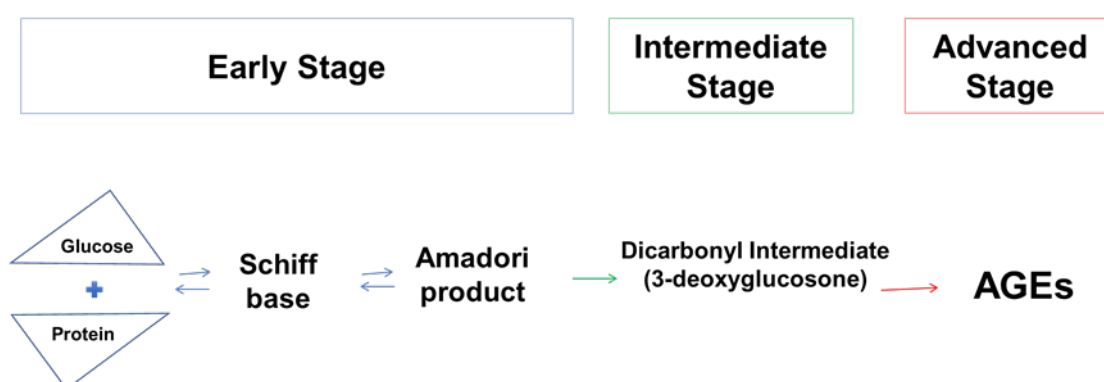 Early Stage
Intermediate
Stage
Advanced
Stage
Glucose
Protein
Schiff
base
Amadori
product
Dicarbonyl Intermediate
(3-deoxyglucosone)
AGEs